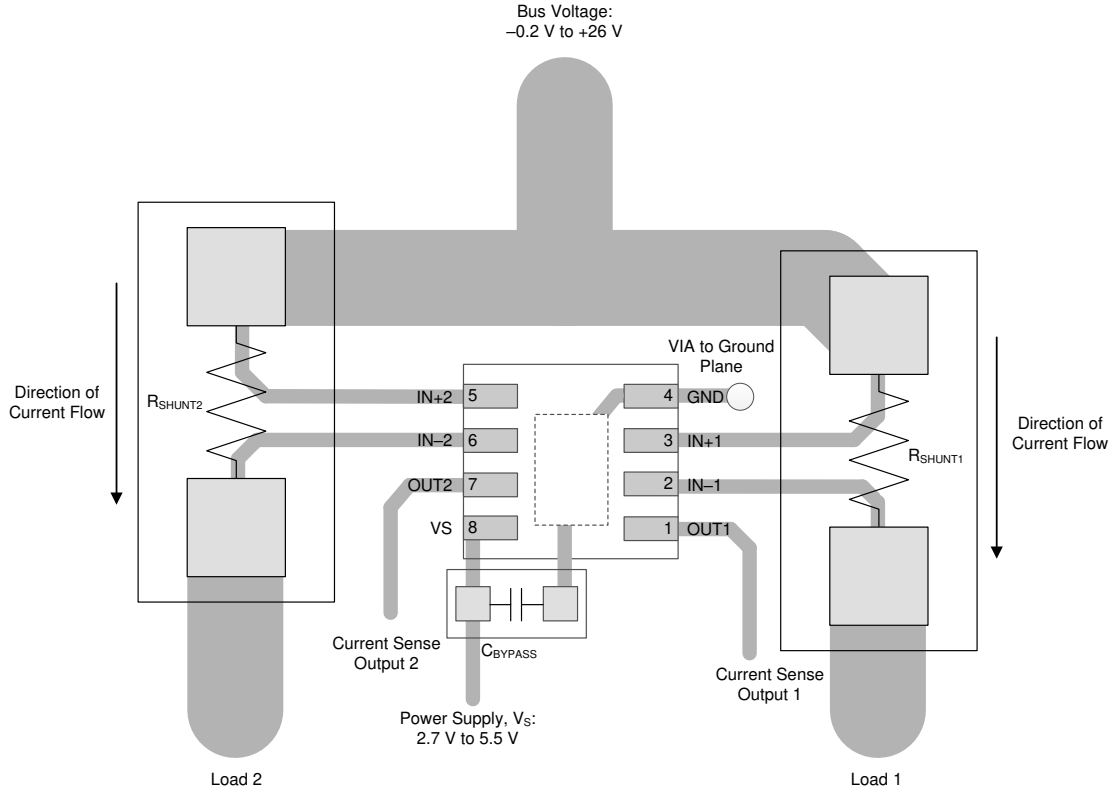 Bus Voltage:
–0.2 V to +26 V
VIA to Ground
Plane
Direction of
Current Flow
RSHUNT2
IN+2
5
4
GND
IN–2
6
3
IN+1
RSHUNT1
Direction of
Current Flow
OUT2
7
2
IN–1
VS
8
1
OUT1
Current Sense
Output 2
CBYPASS
Current Sense
Output 1
Power Supply, VS:
2.7 V to 5.5 V
Load 2
Load 1